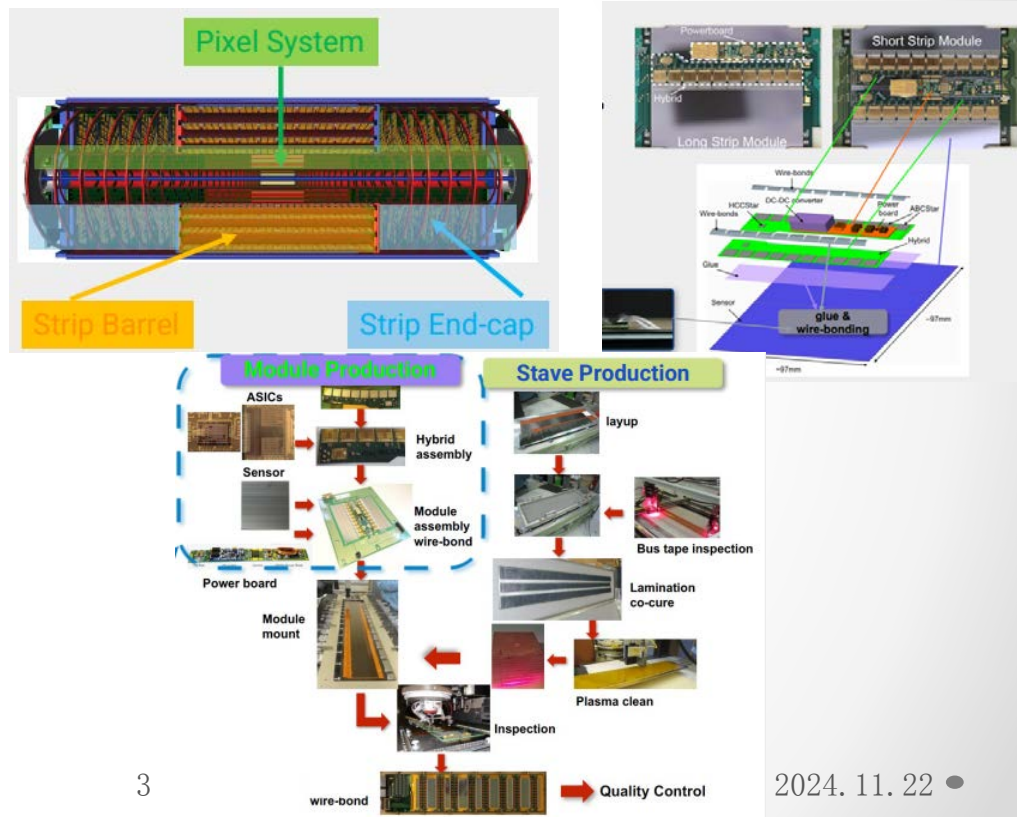 Pixel System
Strip Barrel
Strip End-cap
Powerboard
Hybrid
Long Strip Module
Short Strip Module
Wire-bonds
DC-DC converter
HCCStar
Wire-bonds
Power
board
ABCStar
Hybrid
Glue
Sensor
glue &
wire-bonding
~97mm
~97mm
Module Production
ASICs
Hybrid
assembly
Sensor
Module
assembly
wire-bond
Power board
Module
mount
Stave Production
layup
Bus tape inspection
Lamination
co-cure
Plasma clean
Inspection
wire-bond
Quality Control
3
2024.11.22